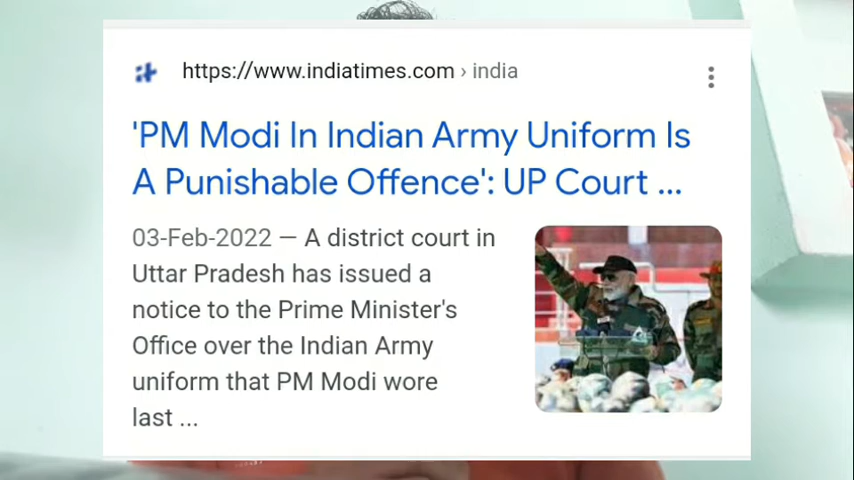 https://www.indiatimes.com › india
'PM Modi In Indian Army Uniform Is
A Punishable Offence': UP Court ...
03-Feb-2022 — A district court in
Uttar Pradesh has issued a
notice to the Prime Minister's
Office over the Indian Army
uniform that PM Modi wore
last ...